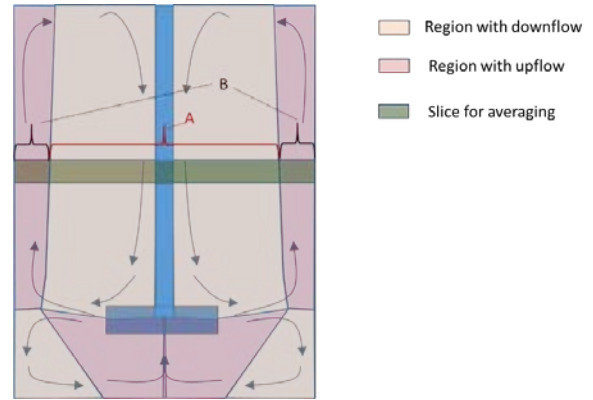 Region with downflow
Region with upflow
B
A
Slice for averaging